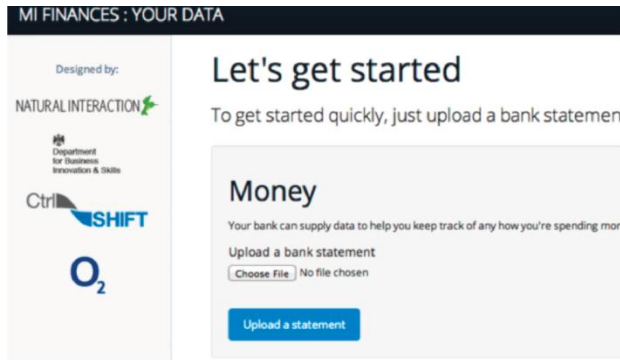 MI FINANCES : YOUR DATA
Designed by:
NATURAL INTERACTION
Department
for Business
Innovation & Skills
Ctrl
SHIFT
O2
Let's get started
To get started quickly, just upload a bank statemen
Money
Your bank can supply data to help you keep track of any how you're spending mor
Upload a bank statement
Choose File No file chosen
Upload a statement